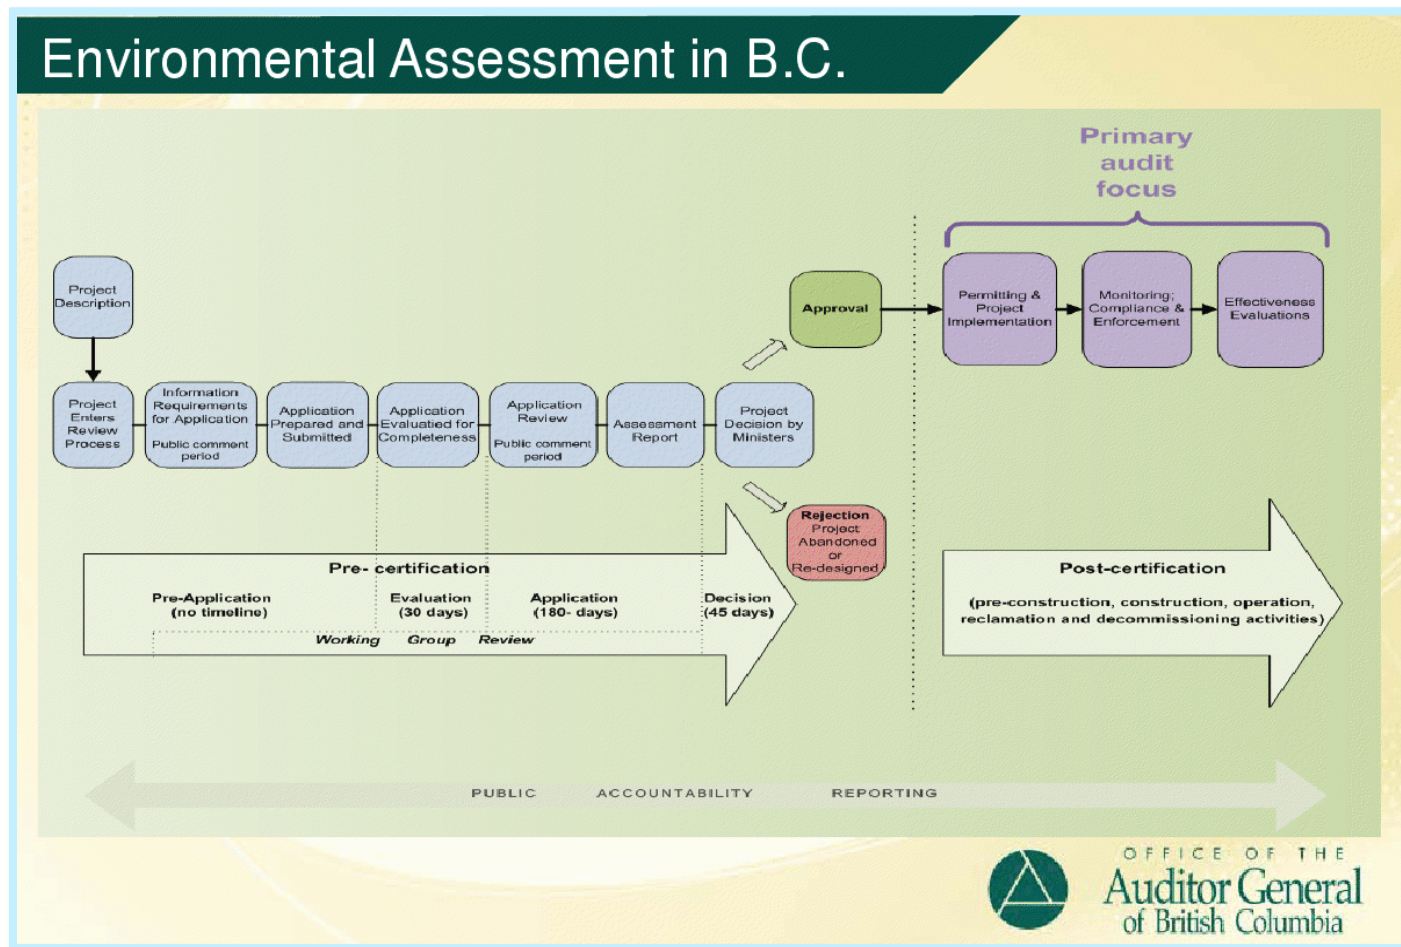 Environmental Assessment in B.C.
Primary
audit
focus
Project
Description
Approval
Permitting &
Project
Implementation
Monitoring;
Compliance &
Enforcement
Effectiveness
Evaluations
Project
Enters
Review
Process
Information
Requirements
for Application
Public comment
period
Application
Prepared and
Submitted
Application
Evaluatied for
Completeness
Application
Review
Public comment
period
Assessment
Report
Project
Decision by
Ministers
Rejection
Project
Abandoned
or
Re-designed
Pre- certification
Pre-Application
(no timeline)
Evaluation
(30 days)
Application
(180- days)
Decision
(45 days)
Working Group Review
Post-certification
(pre-construction, construction, operation,
reclamation and decommissioning activities)
PUBLIC ACCOUNTABILITY REPORTING
OFFICE OF THE
Auditor General
of British Columbia